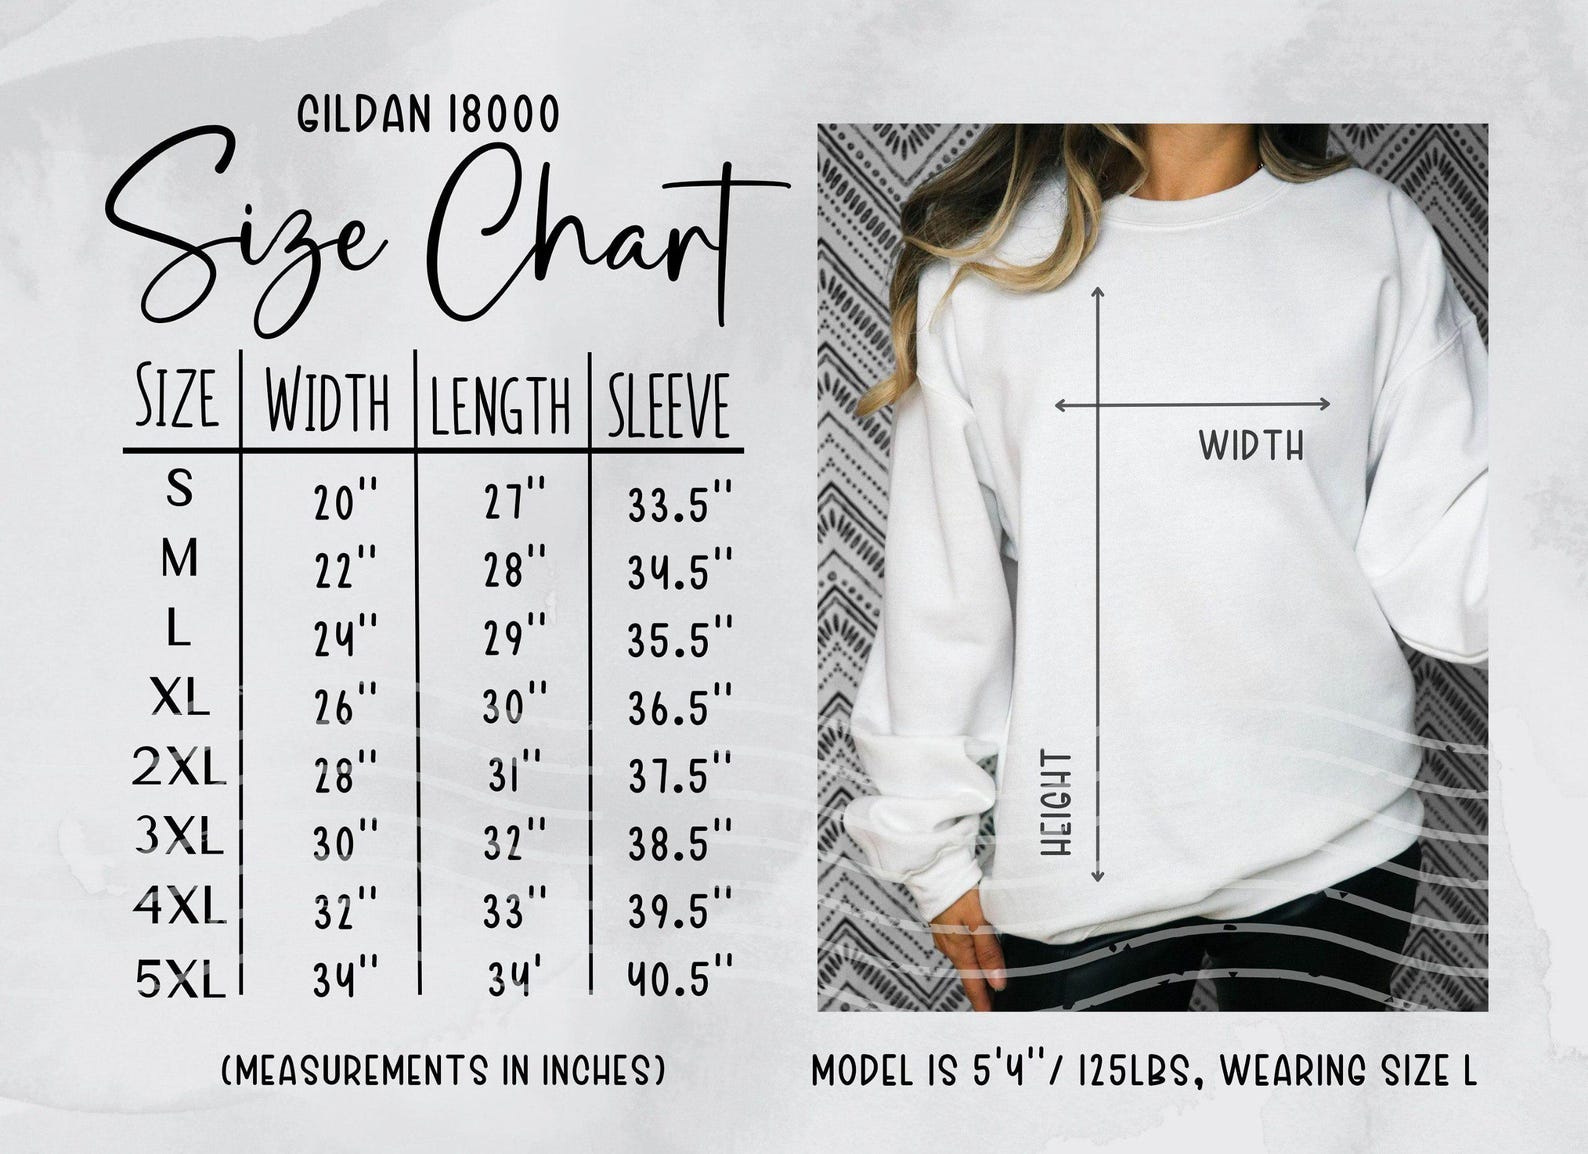 GILDAN 18000
Size Chart
SIZE WIDTH LENGTH SLEEVE
S 20" 27" 33.5"
M 22" 28" 34.5"
L 24" 29" 35.5"
XL 26" 30" 36.5"
2XL 28" 31" 37.5"
3XL 30" 32" 38.5"
4XL 32" 33" 39.5"
5XL 34" 34' 40.5"
(MEASUREMENTS IN INCHES)
WIDTH
HEIGHT
MODEL IS 5'4"/ 125LBS, WEARING SIZE L